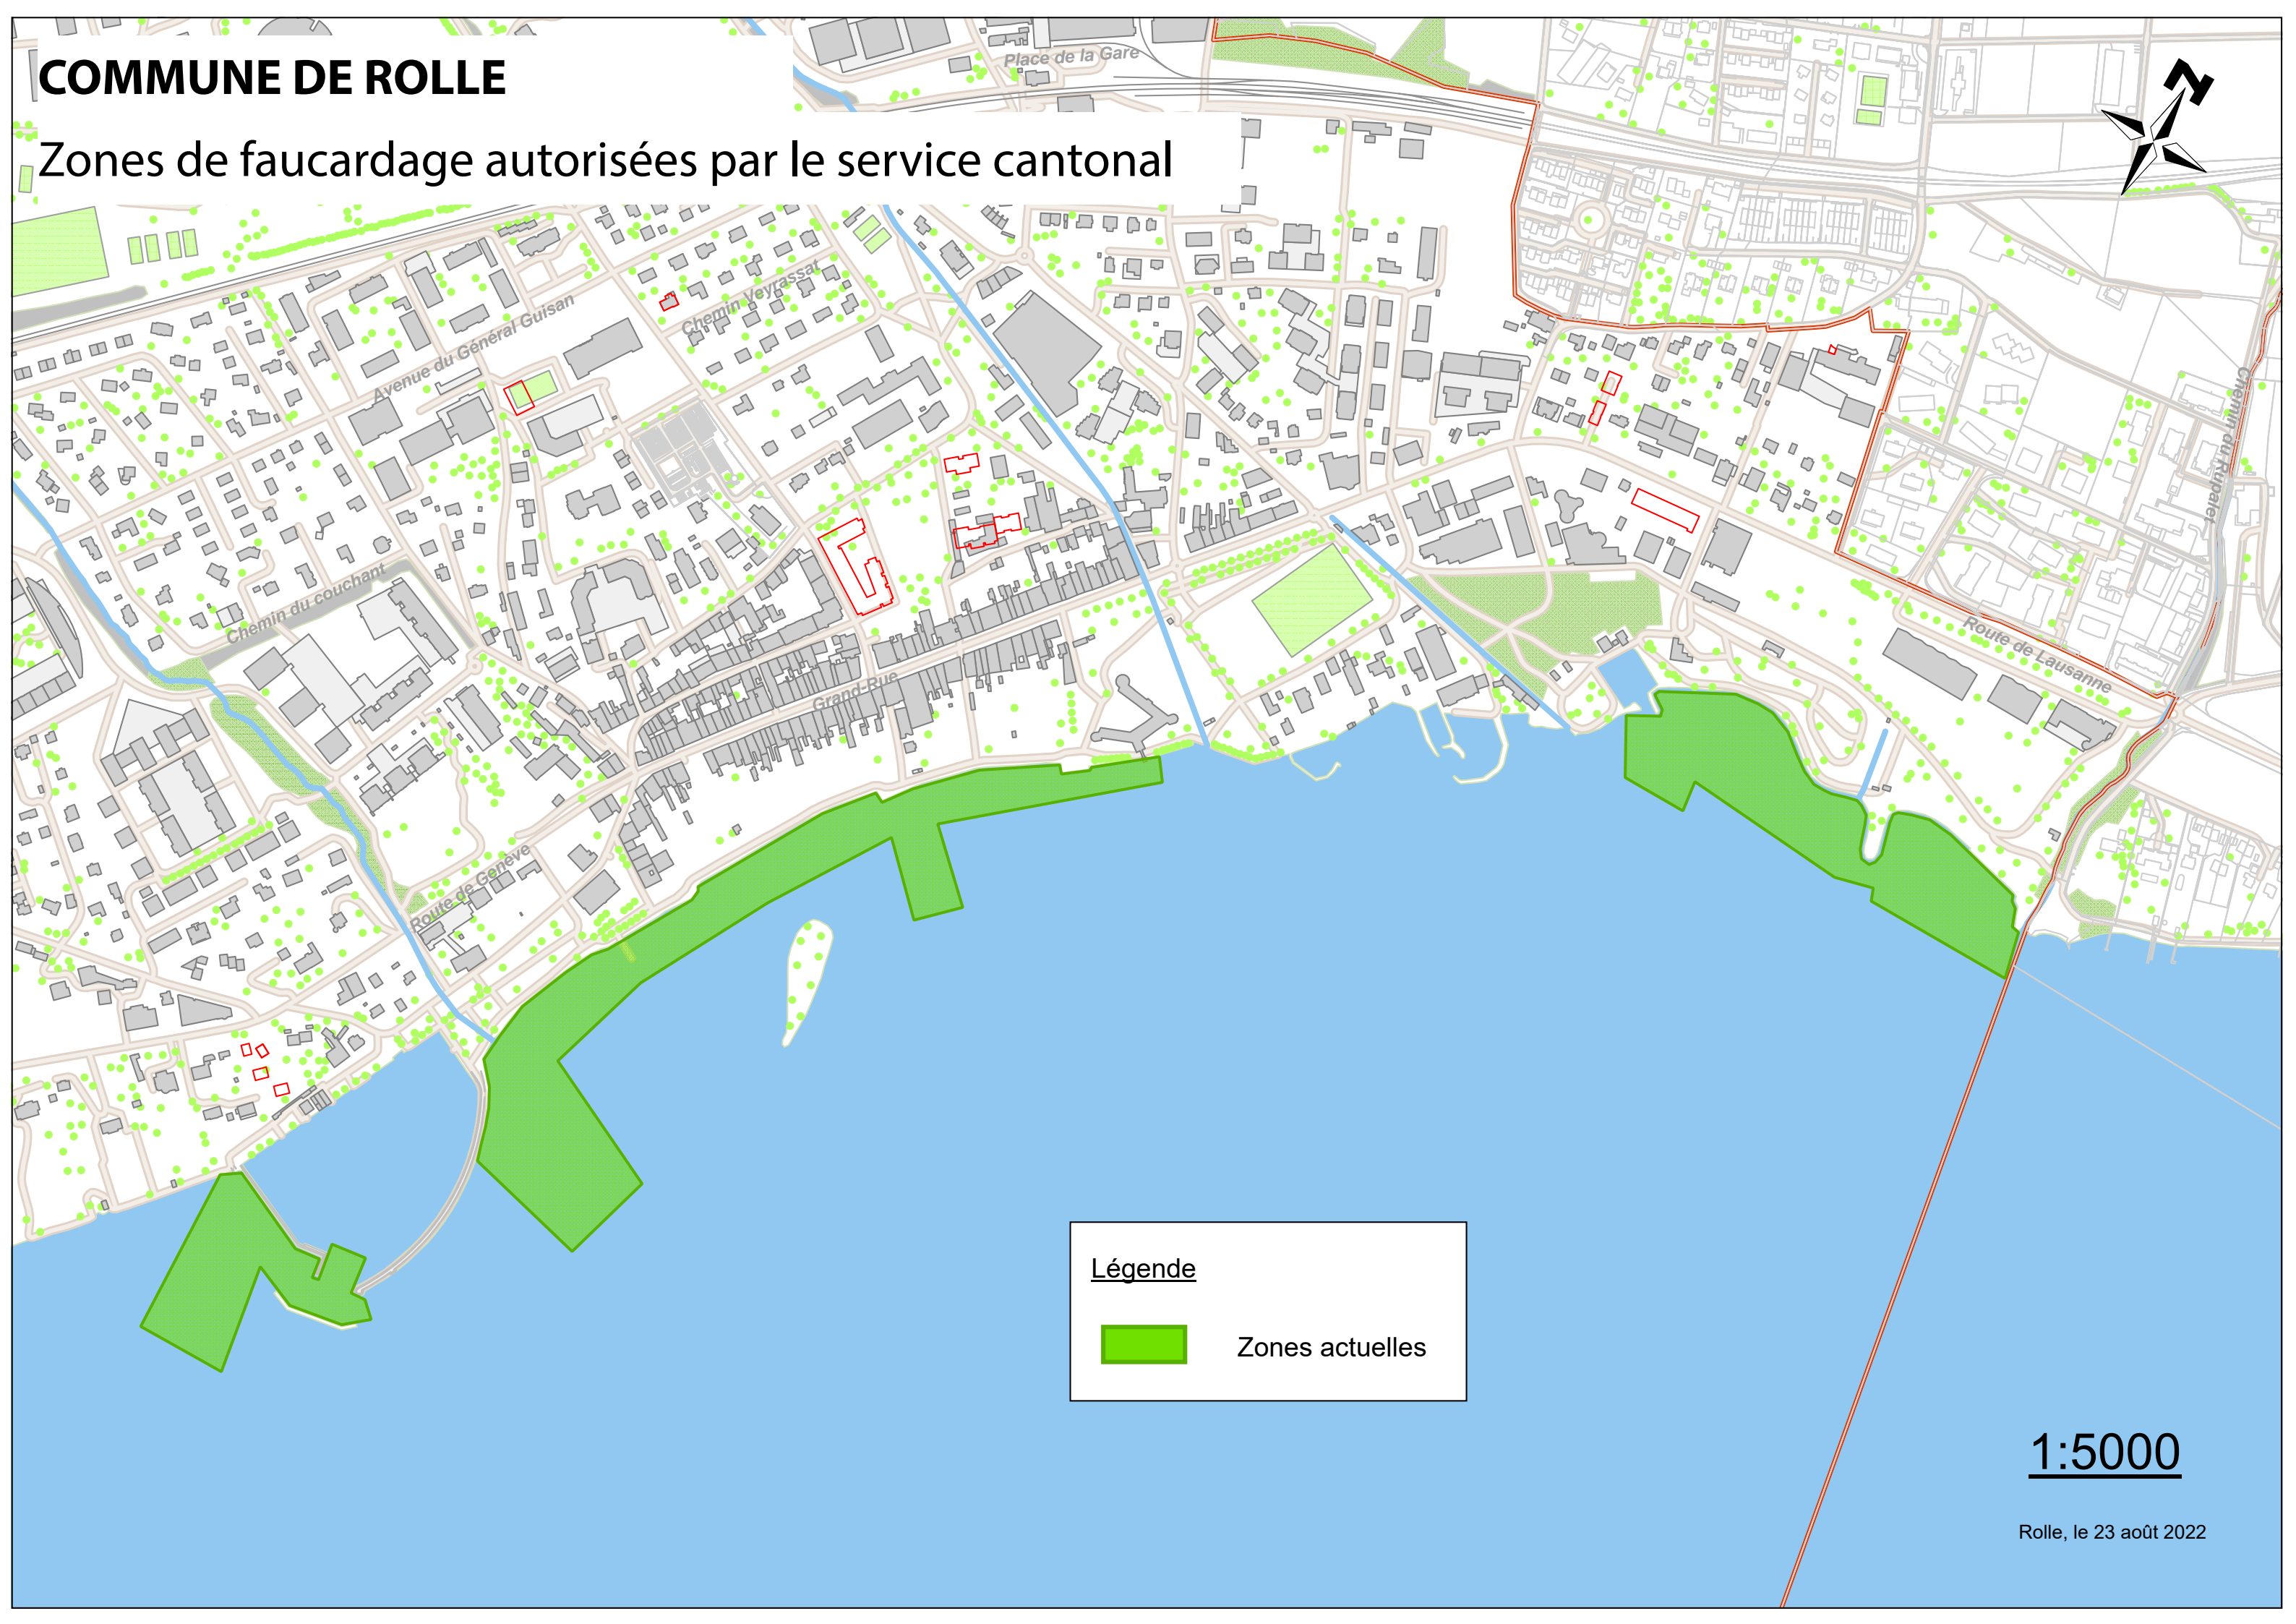 COMMUNE DE ROLLE
Zones de faucardage autorisées par le service cantonal
Place de la Gare
N
Chemin Veyrassat
Avenue du Général Guisan
Chemin du Rupalet
Chemin du couchant
Route de Lausanne
Grand-Rue
Route de Genève
Légende
Zones actuelles
1:5000
Rolle, le 23 août 2022